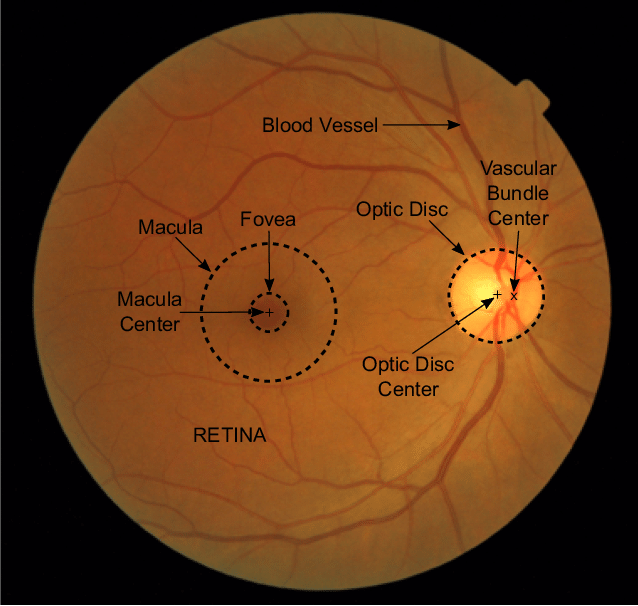 Blood Vessel
Vascular
Bundle
Center
Optic Disc
Fovea
Macula
Macula
Center
Optic Disc
Center
RETINA
+
+
x